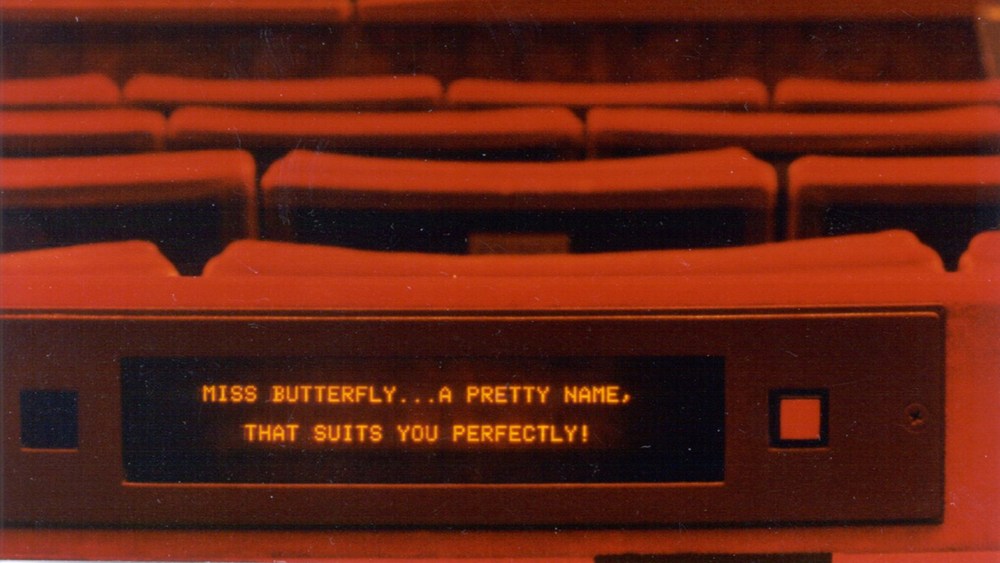 MISS BUTTERFLY...A PRETTY NAME,
THAT SUITS YOU PERFECTLY!